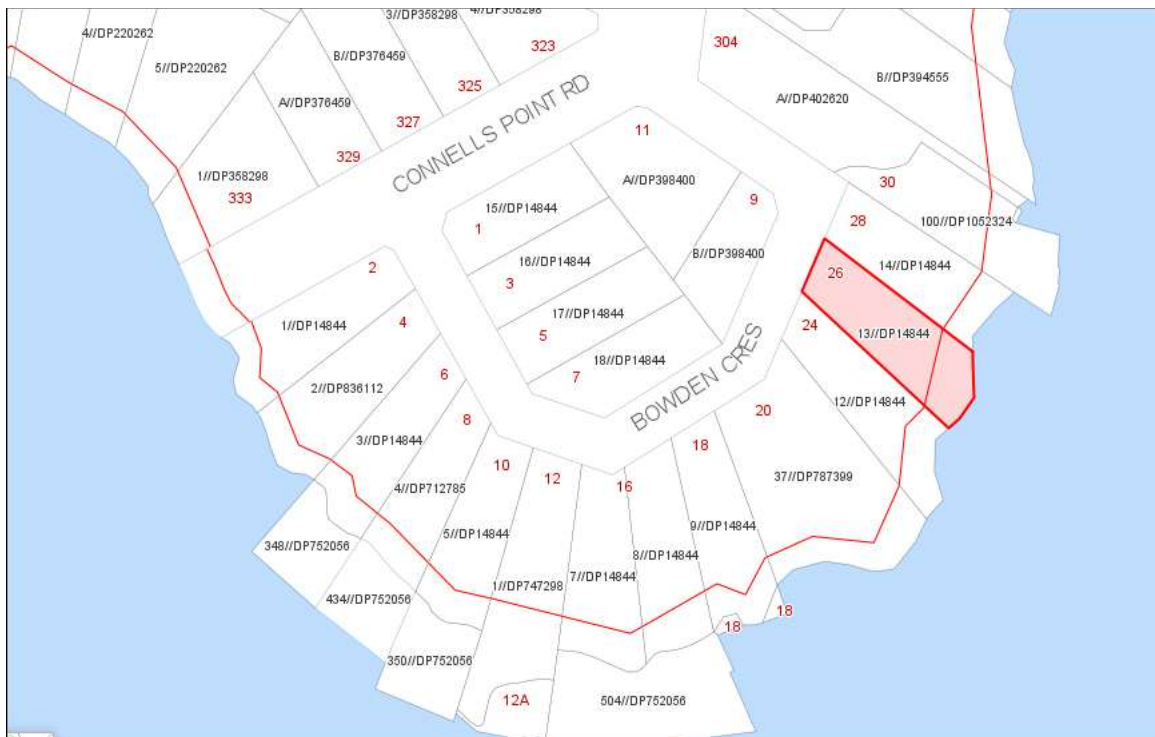 3//DP358298
4//DP358298
4//DP220262
323
304
B//DP376459
5//DP220262
B//DP394555
325
A//DP402620
A//DP376459
327
CONNELLS POINT RD
11
329
1//DP358298
A//DP398400
30
333
9
15//DP14844
28
100//DP1052324
1
B//DP398400
16//DP14844
14//DP14844
2
26
3
17//DP14844
1//DP14844
4
24
13//DP14844
5
18//DP14844
2//DP836112
7
BOWDEN CRES
6
12//DP14844
8
20
3//DP14844
18
10
12
16
37//DP787399
4//DP712785
5//DP14844
9//DP14844
348//DP752056
8//DP14844
1//DP747298
7//DP14844
434//DP752056
18
18
350//DP752056
12A
504//DP752056